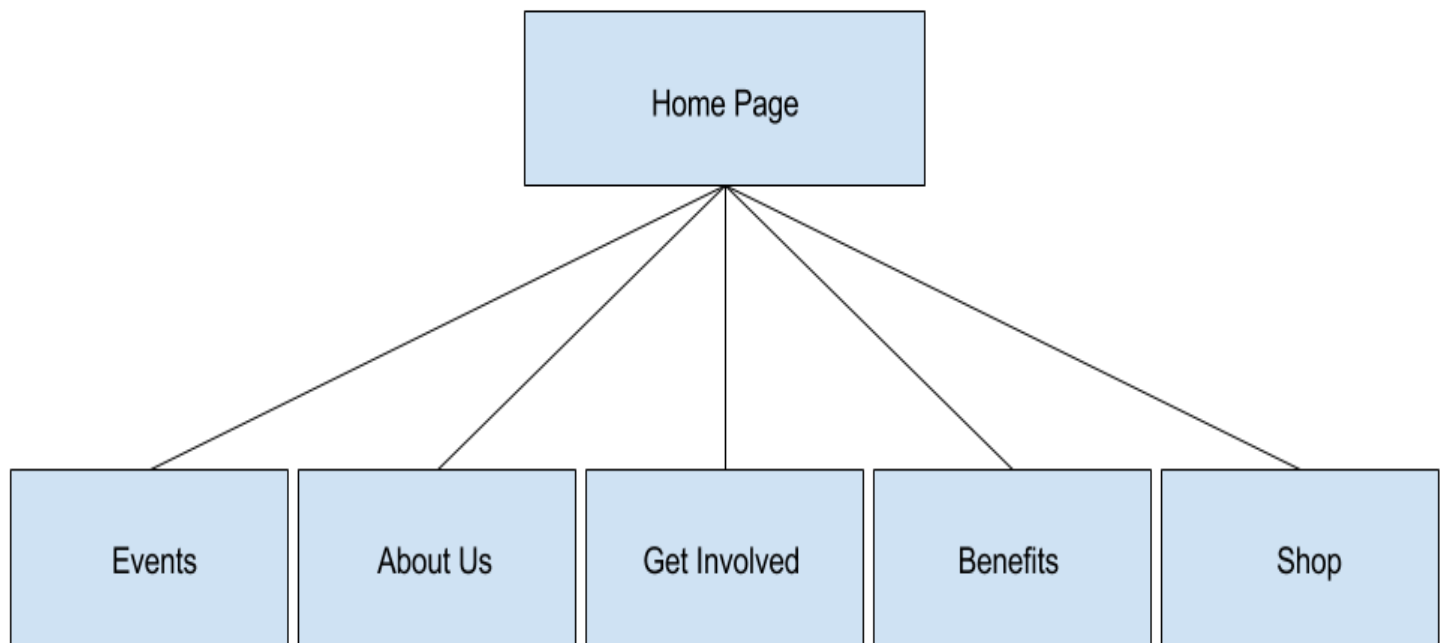 Home Page
Events
About Us
Get Involved
Benefits
Shop